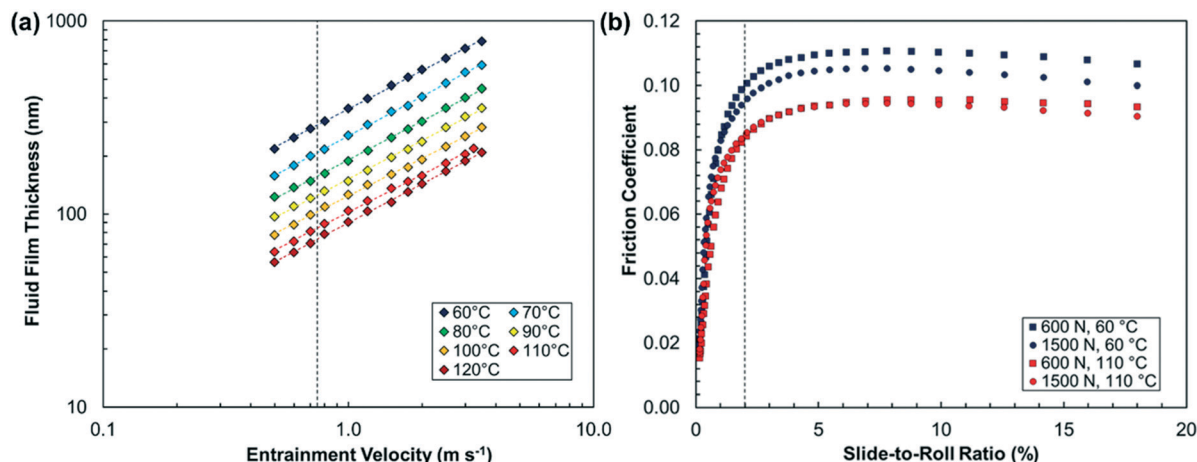 (a)
1000
100
10
0.1
1.0
10.0
Fluid Film Thickness (nm)
Entrainment Velocity (m s⁻¹)
60°C 70°C
80°C 90°C
100°C 110°C
120°C
(b)
0.12
0.10
0.08
0.06
0.04
0.02
0.00
0
5
10
15
20
Friction Coefficient
Slide-to-Roll Ratio (%)
600 N, 60 °C
1500 N, 60 °C
600 N, 110 °C
1500 N, 110 °C